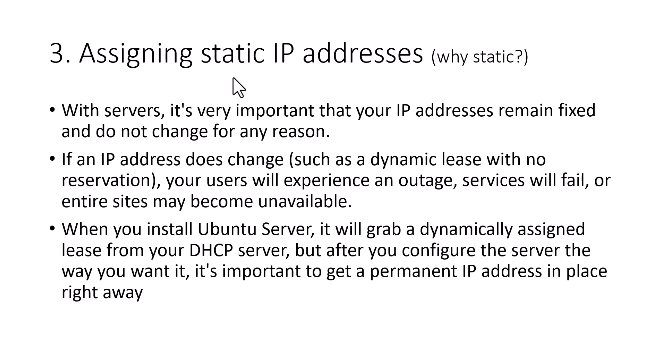 3. Assigning static IP addresses (why static?)
• With servers, it's very important that your IP addresses remain fixed
and do not change for any reason.
• If an IP address does change (such as a dynamic lease with no
reservation), your users will experience an outage, services will fail, or
entire sites may become unavailable.
• When you install Ubuntu Server, it will grab a dynamically assigned
lease from your DHCP server, but after you configure the server the
way you want it, it's important to get a permanent IP address in place
right away